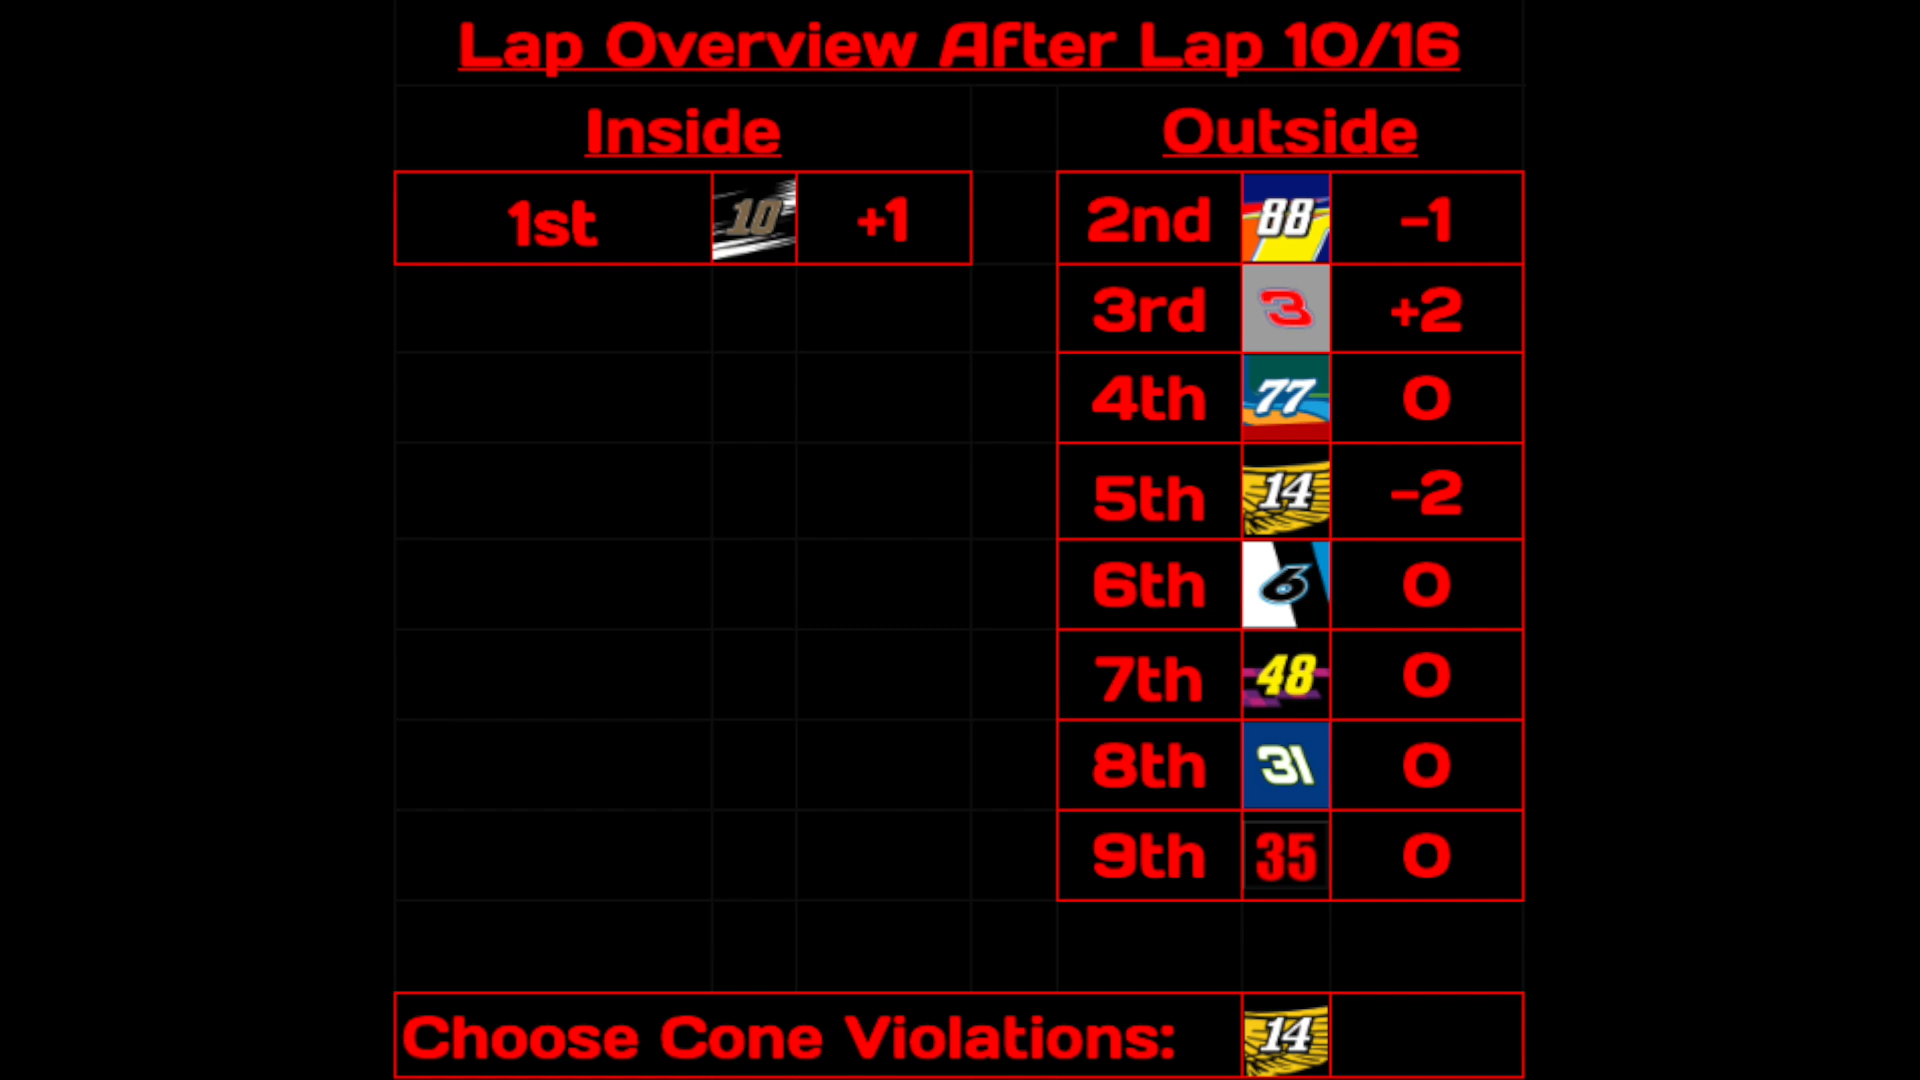 Lap Overview After Lap 10/16
Inside Outside
1st 10 +1 2nd 88 -1
3rd 3 +2
4th 77 0
5th 14 -2
6th 6 0
7th 48 0
8th 31 0
9th 35 0
Choose Cone Violations: 14